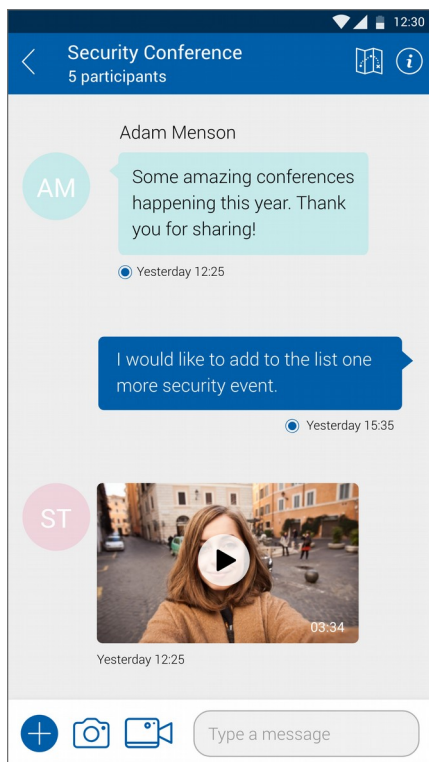 12:30
Security Conference
5 participants
i
Adam Menson
AM
Some amazing conferences
happening this year. Thank
you for sharing!
Yesterday 12:25
I would like to add to the list one
more security event.
Yesterday 15:35
ST
03:34
Yesterday 12:25
Type a message